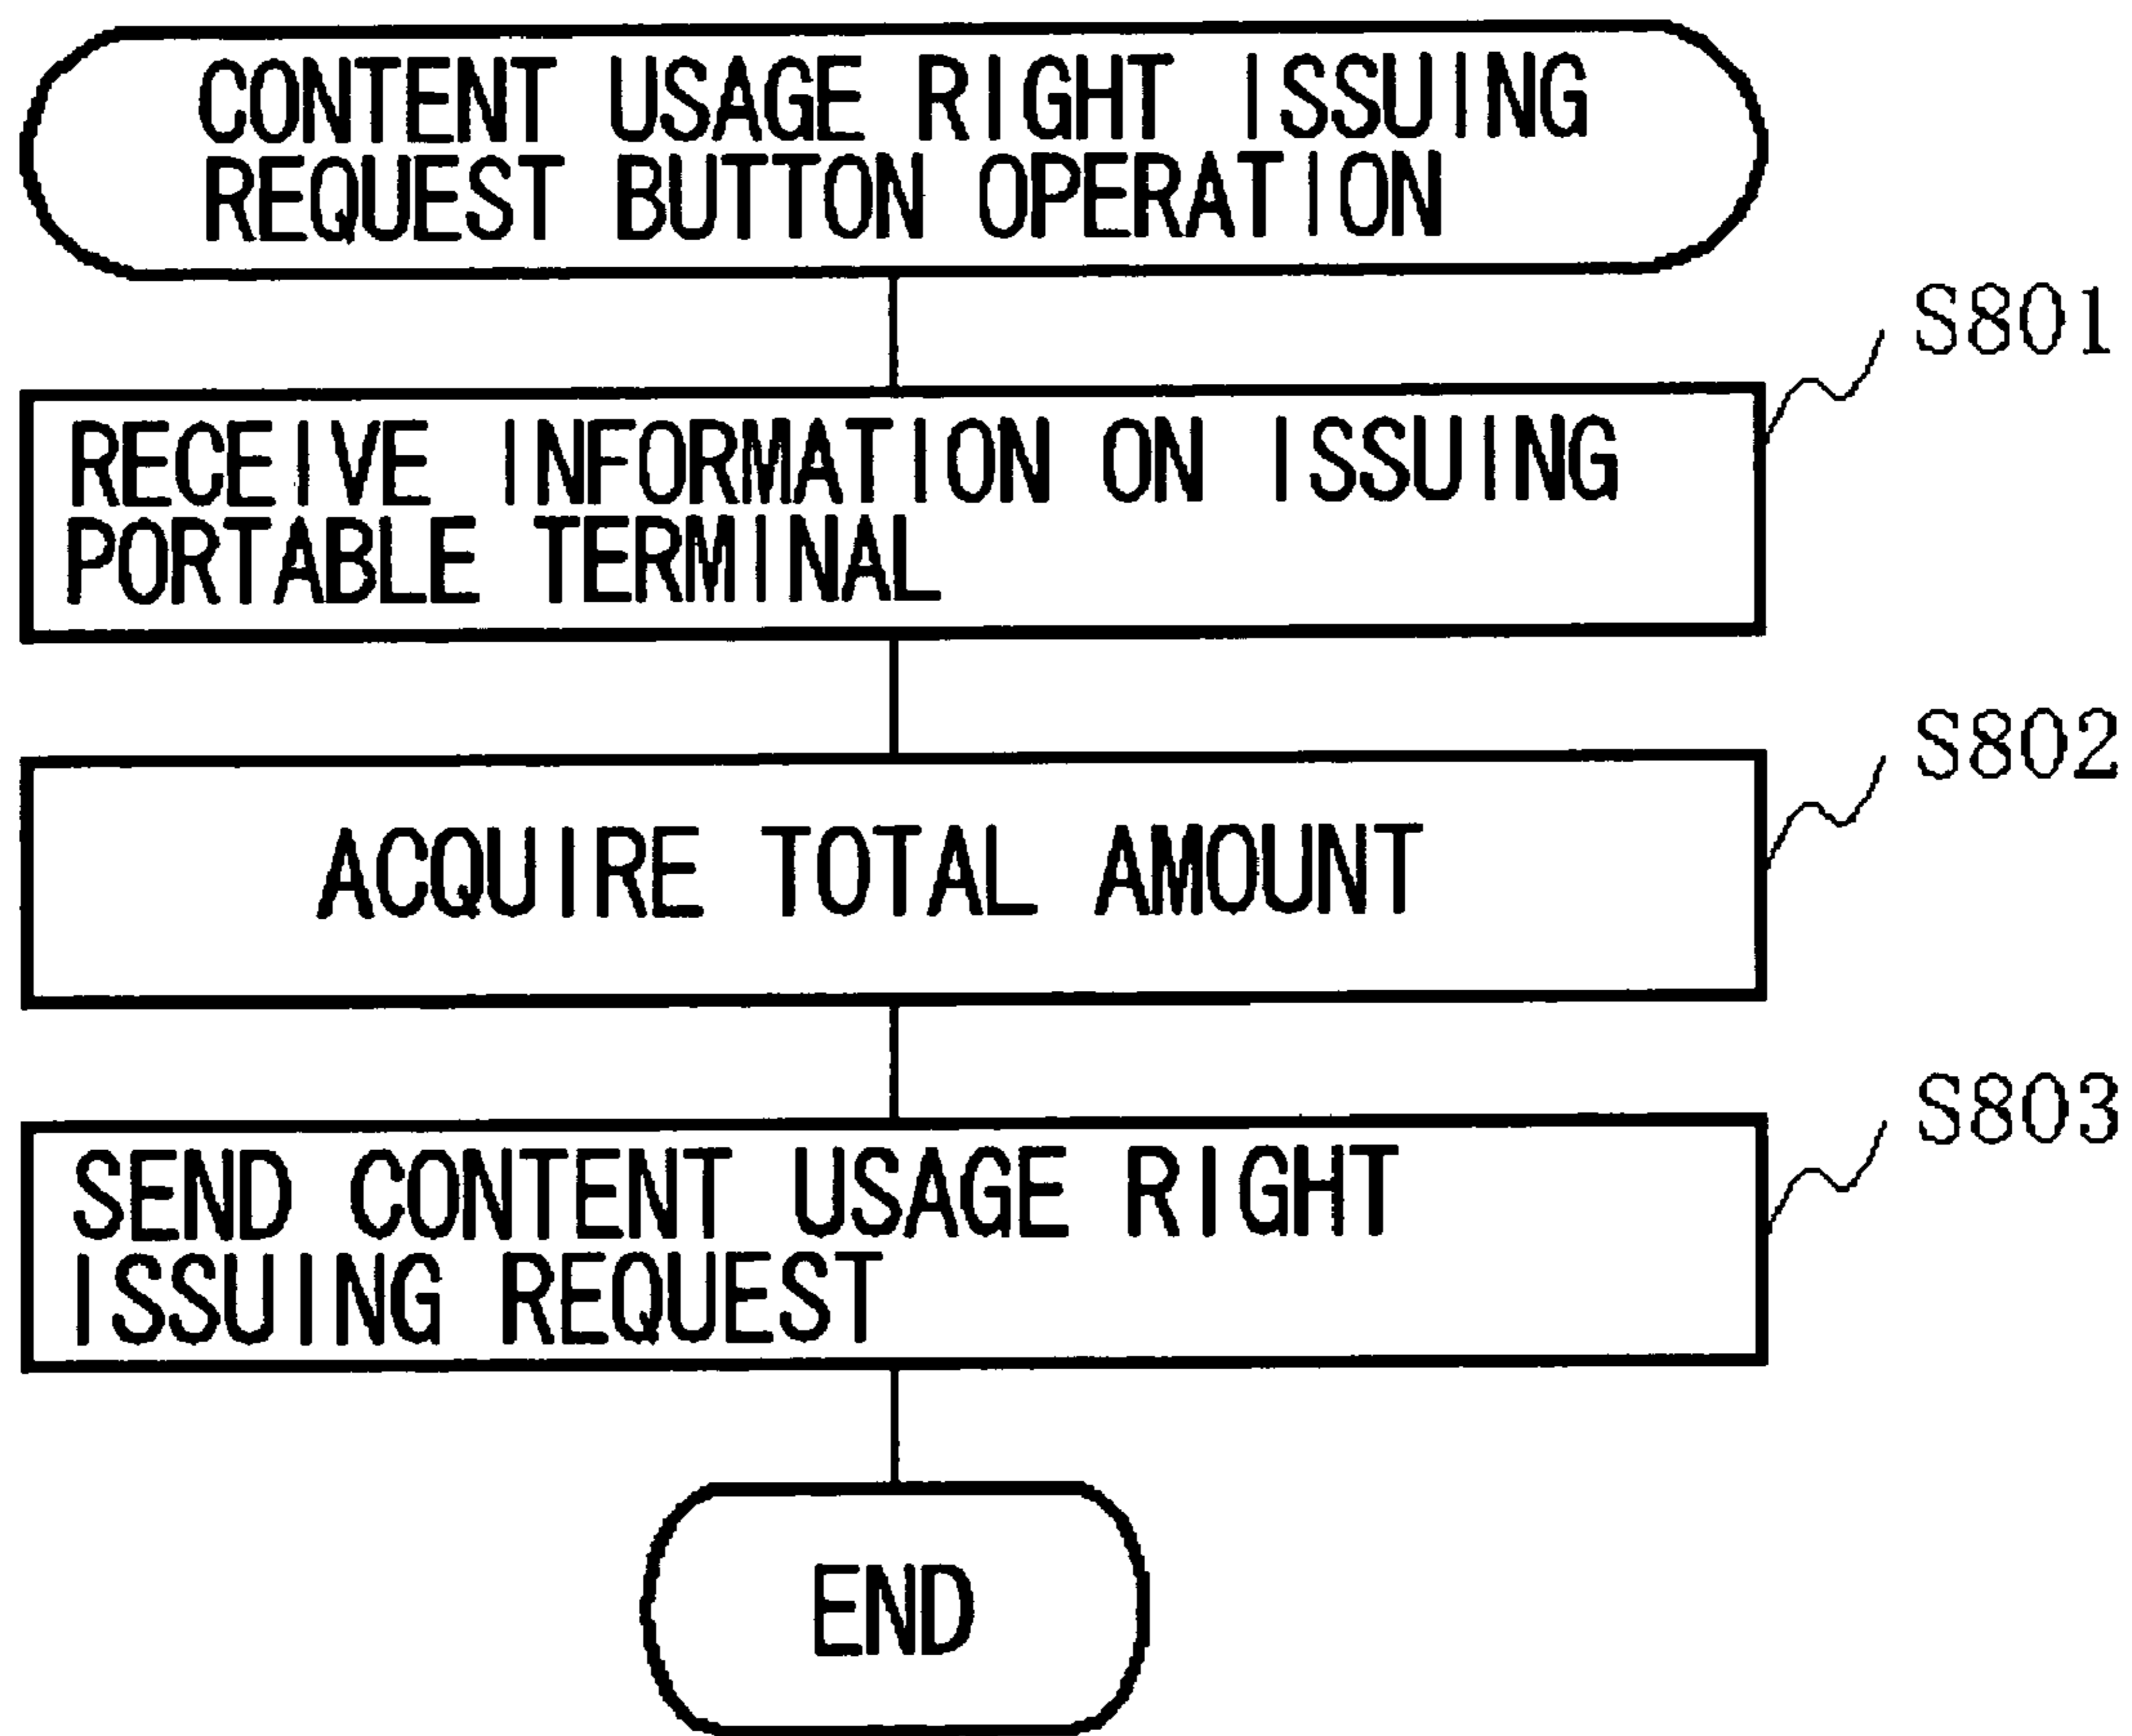 CONTENT USAGE RIGHT ISSUING
REQUEST BUTTON OPERATION
S801
RECEIVE INFORMATION ON ISSUING
PORTABLE TERMINAL
S802
ACQUIRE TOTAL AMOUNT
S803
SEND CONTENT USAGE RIGHT
ISSUING REQUEST
END